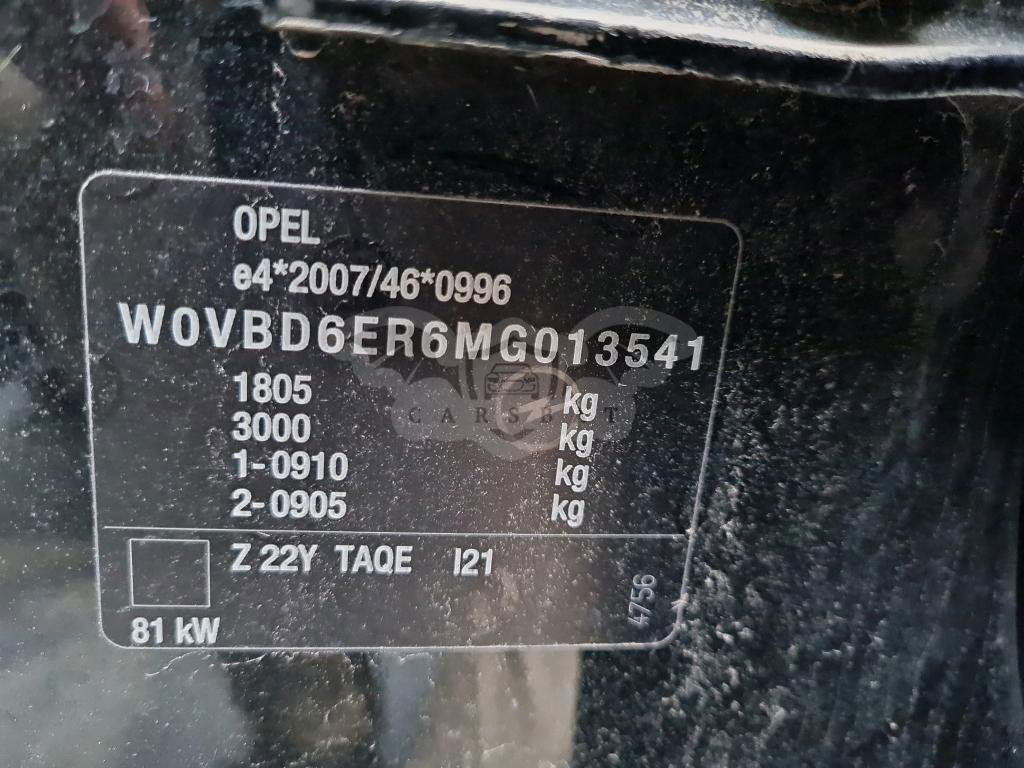 OPEL
e4*2007/46*0996
W0VBD6ER6MG013541
1805 kg
3000 kg
1-0910 kg
2-0905 kg
Z 22Y TAQE I21
4756
81 kW
CARSBAT